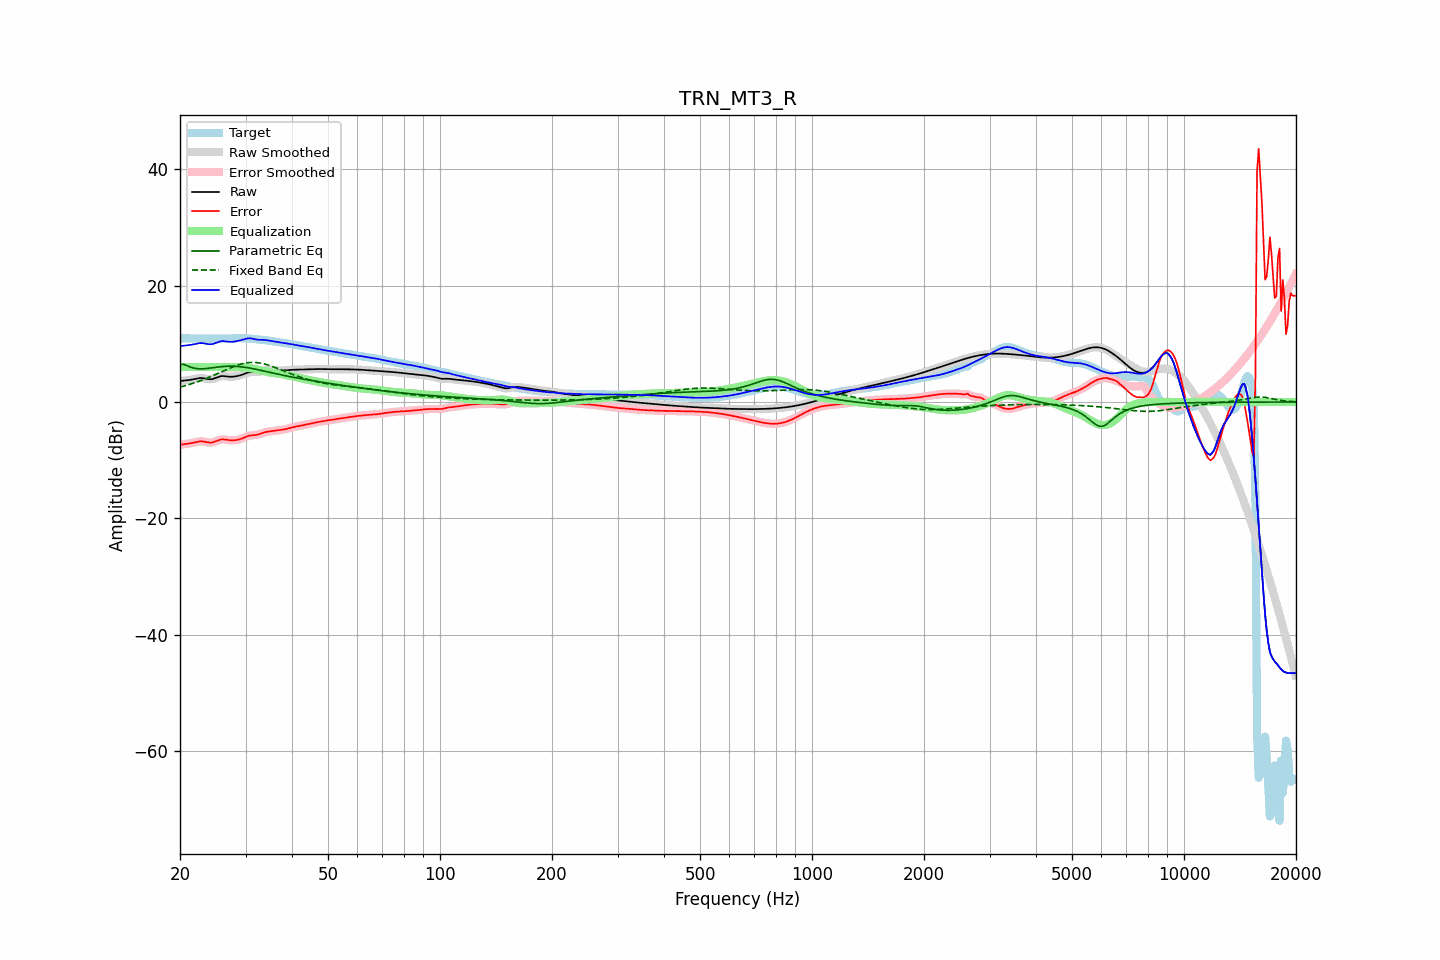 TRN_MT3_R
Target
Raw Smoothed
Error Smoothed
Raw
Error
Equalization
Parametric Eq
Fixed Band Eq
Equalized
40
20
0
−20
−40
−60
Amplitude (dBr)
20 50 100 200 500 1000 2000 5000 10000 20000
Frequency (Hz)